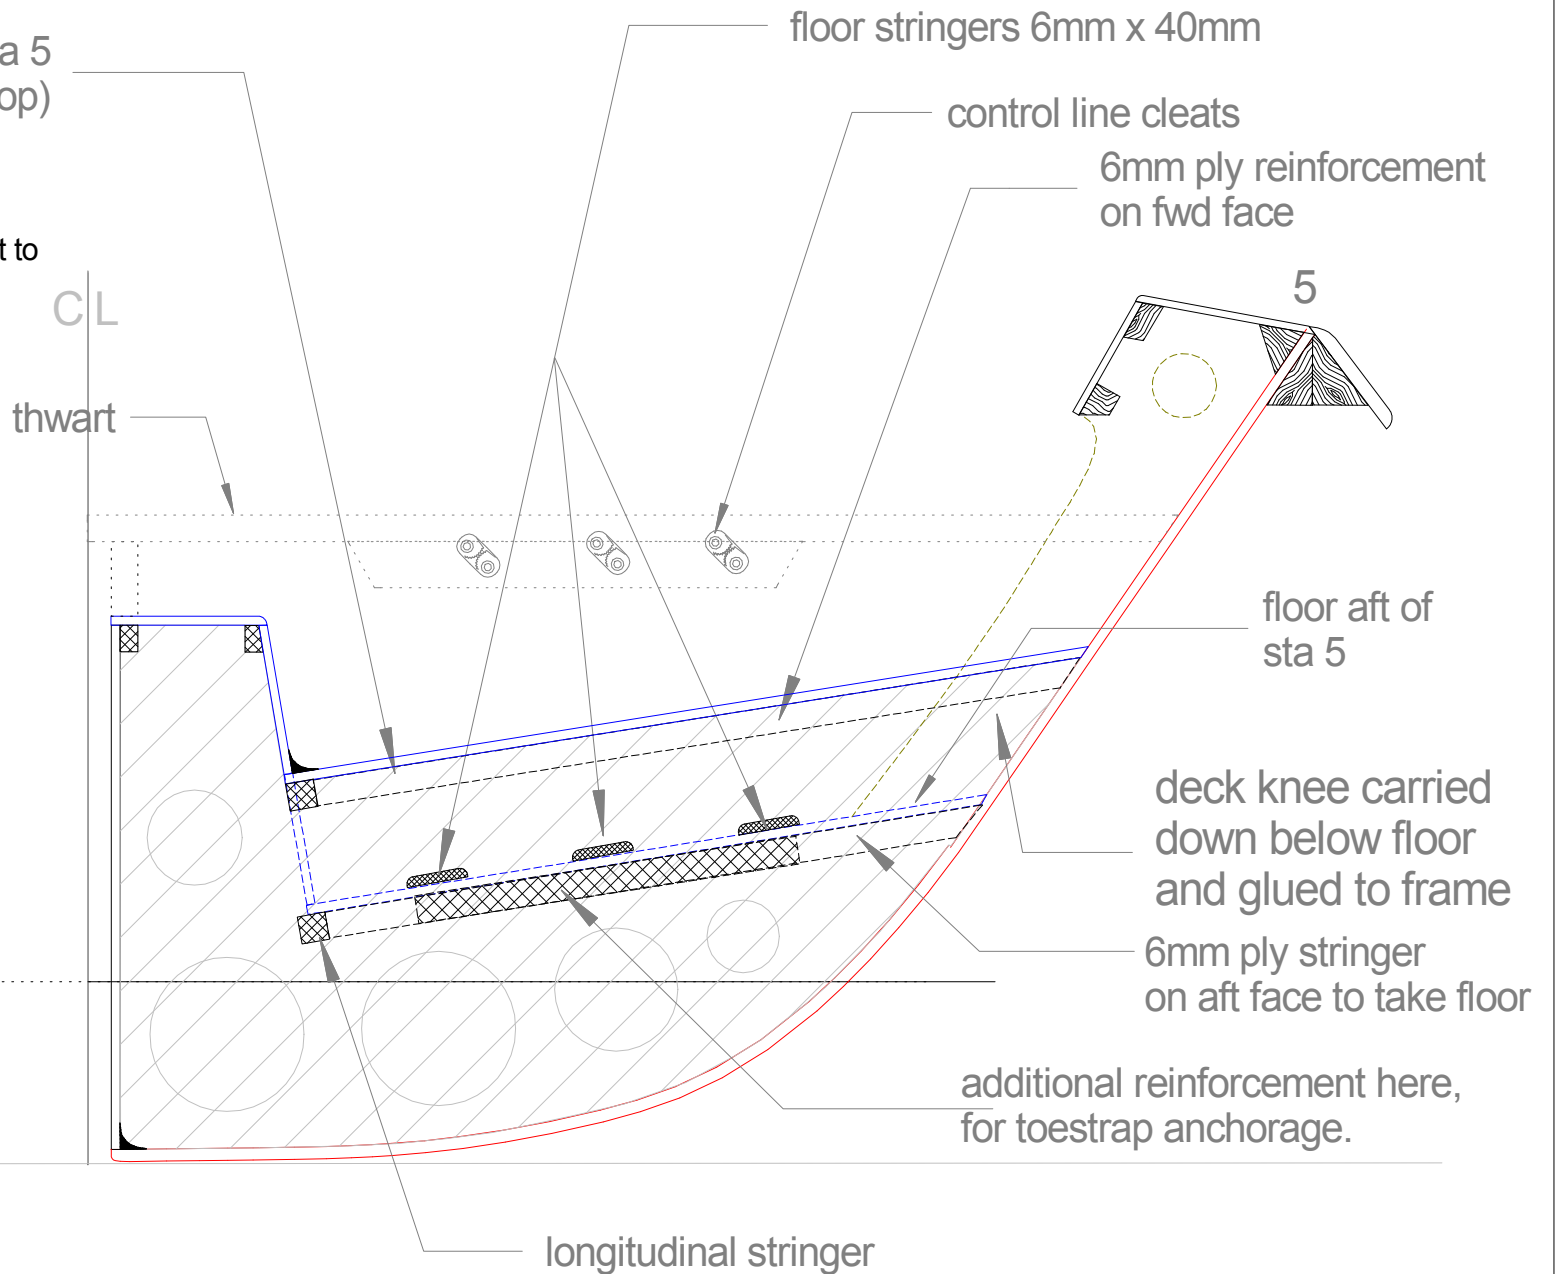 floor stringers 6mm x 40mm
a 5
op)
control line cleats
6mm ply reinforcement
on fwd face
t to
CL
5
thwart
floor aft of
sta 5
deck knee carried
down below floor
and glued to frame
6mm ply stringer
on aft face to take floor
additional reinforcement here,
for toestrap anchorage.
longitudinal stringer